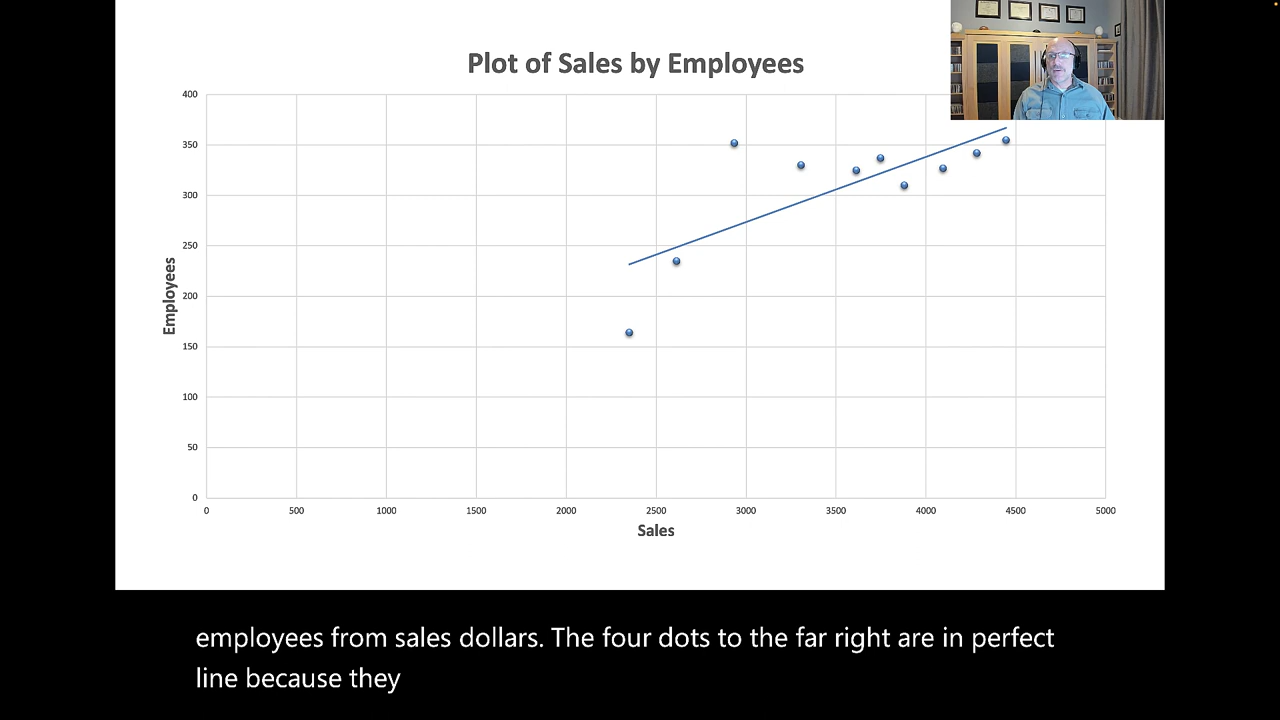 Plot of Sales by Employees
400
350
300
250
200
150
100
50
0
Employees
0 500 1000 1500 2000 2500 3000 3500 4000 4500 5000
Sales
employees from sales dollars. The four dots to the far right are in perfect
line because they